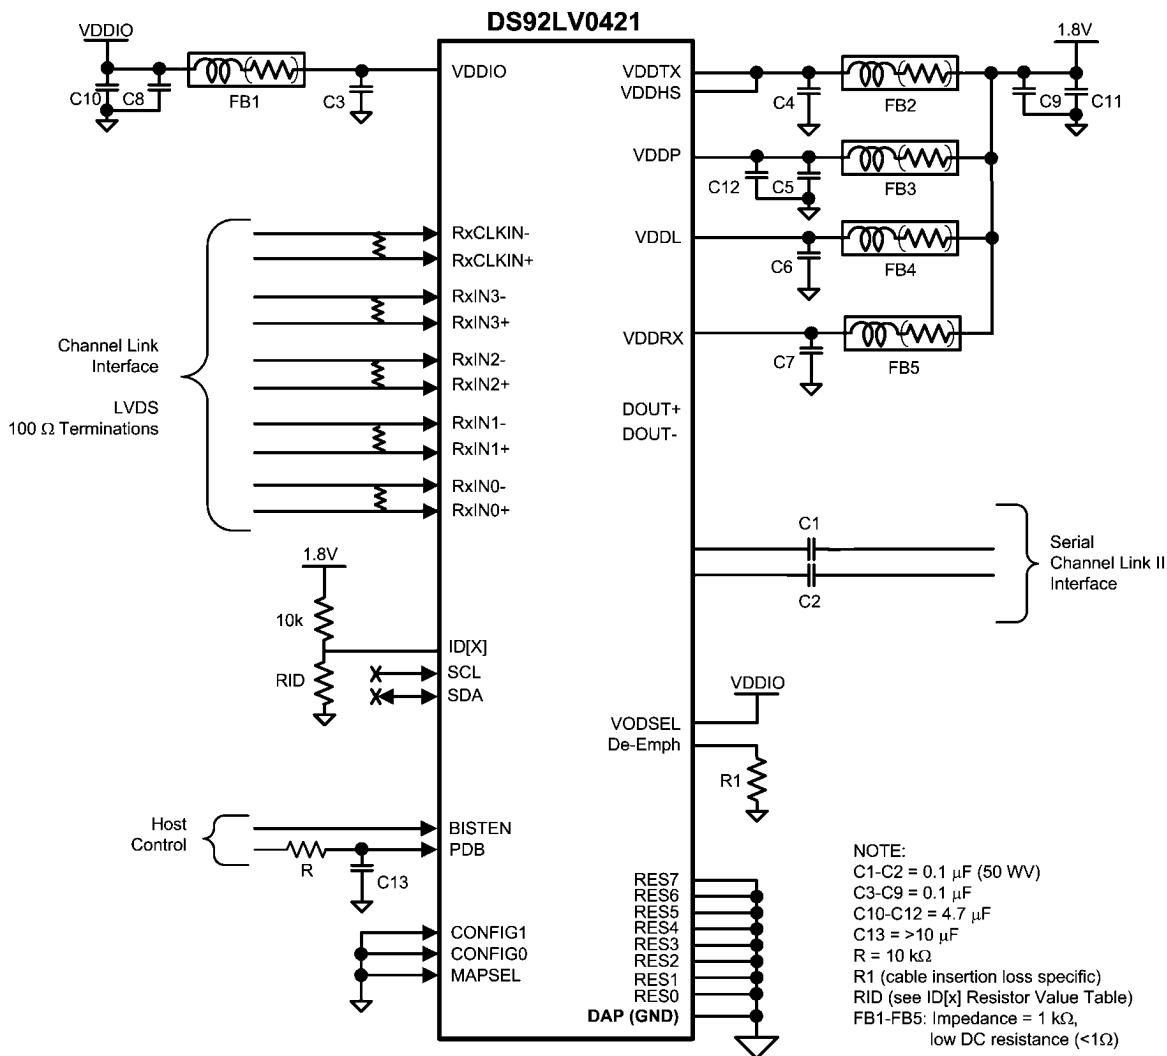 DS92LV0421
VDDIO
C10
C8
FB1
C3
VDDIO
VDDTX
VDDHS
C4
FB2
1.8V
C9
C11
VDDP
C12
C5
FB3
VDDL
C6
FB4
VDDRX
C7
FB5
Channel Link
Interface
LVDS
100 Ω Terminations
RxCLKIN-
RxCLKIN+
RxIN3-
RxIN3+
RxIN2-
RxIN2+
RxIN1-
RxIN1+
RxIN0-
RxIN0+
DOUT+
DOUT-
C1
C2
Serial
Channel Link II
Interface
1.8V
10k
RID
ID[X]
SCL
SDA
VDDIO
VODSEL
De-Emph
R1
Host
Control
BISTEN
PDB
R
C13
CONFIG1
CONFIG0
MAPSEL
RES7
RES6
RES5
RES4
RES3
RES2
RES1
RES0
DAP (GND)
NOTE:
C1-C2 = 0.1 μF (50 WV)
C3-C9 = 0.1 μF
C10-C12 = 4.7 μF
C13 = >10 μF
R = 10 kΩ
R1 (cable insertion loss specific)
RID (see ID[x] Resistor Value Table)
FB1-FB5: Impedance = 1 kΩ,
low DC resistance (<1Ω)